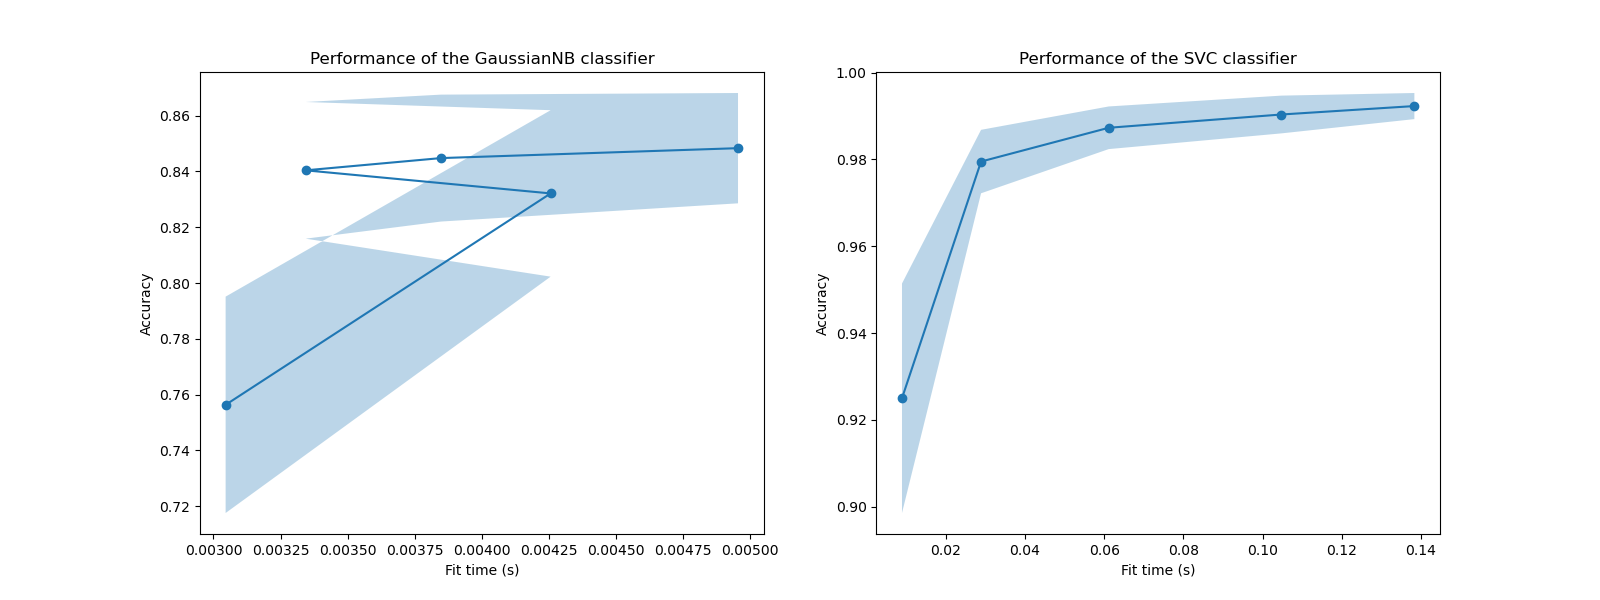 Performance of the GaussianNB classifier
0.86
0.84
0.82
0.80
0.78
0.76
0.74
0.72
Accuracy
0.00300 0.00325 0.00350 0.00375 0.00400 0.00425 0.00450 0.00475 0.00500
Fit time (s)
Performance of the SVC classifier
1.00
0.98
0.96
0.94
0.92
0.90
Accuracy
0.02 0.04 0.06 0.08 0.10 0.12 0.14
Fit time (s)